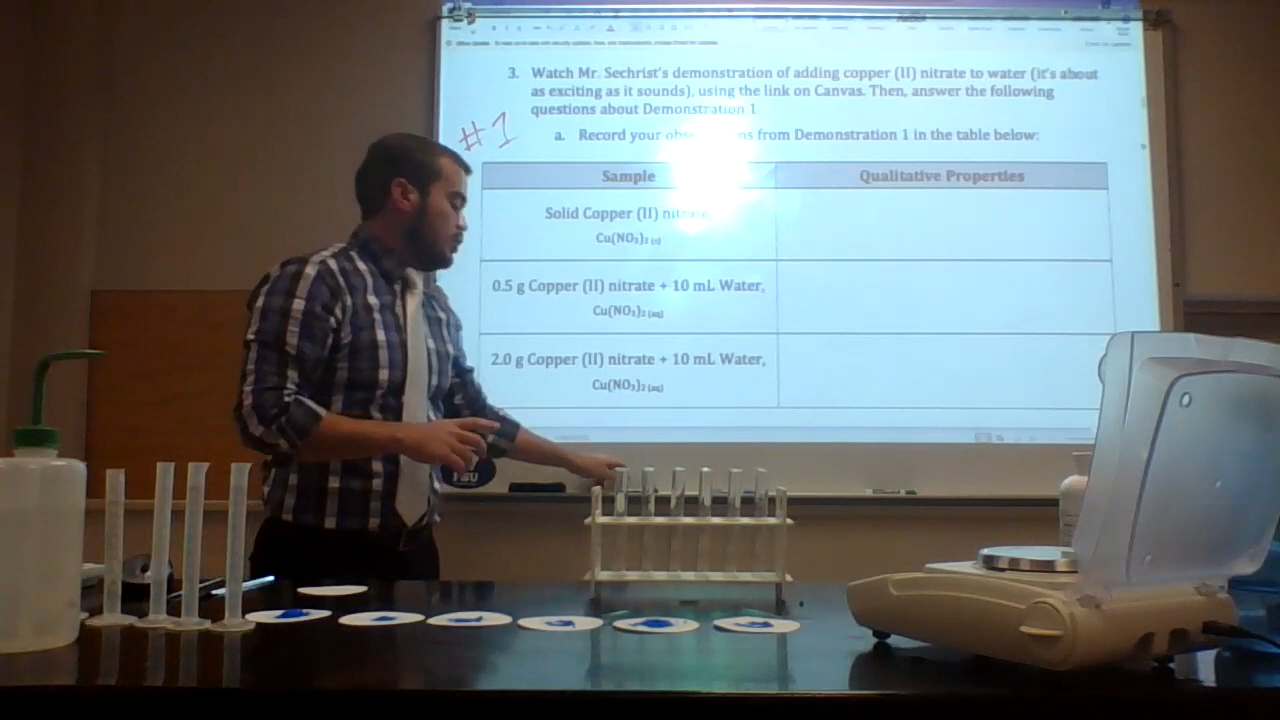 3. Watch Mr. Sechrist's demonstration of adding copper (II) nitrate to water (it's about
as exciting as it sounds), using the link on Canvas. Then, answer the following
questions about Demonstration 1.
#1
a. Record your from Demonstration 1 in the table below:
Sample Qualitative Properties
Solid Copper (II)
Cu(NO₃)₂ (s)
0.5 g Copper (II) nitrate + 10 mL Water,
Cu(NO₃)₂ (aq)
2.0 g Copper (II) nitrate + 10 mL Water,
Cu(NO₃)₂ (aq)